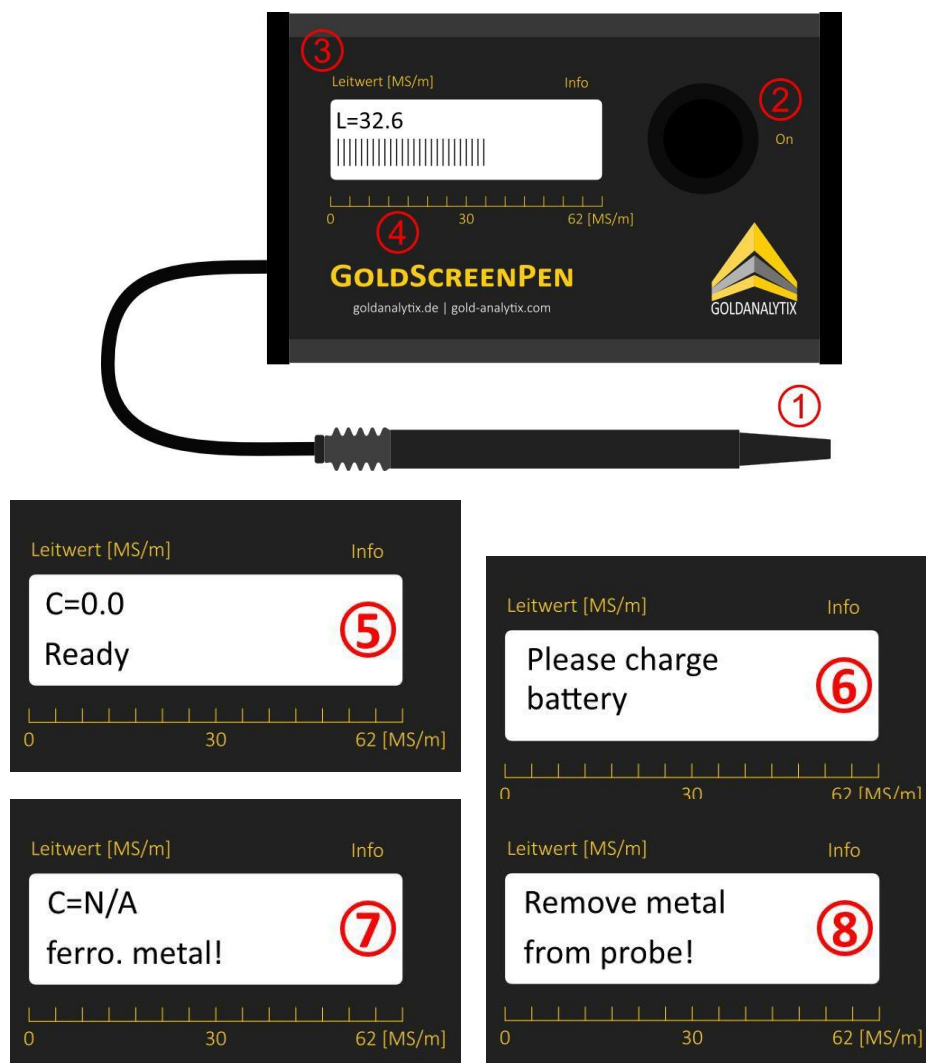 ③
Leitwert [MS/m] Info
②
L=32.6
On
0 30 62 [MS/m]
④
GOLDSCREENPEN
goldanalytix.de | gold-analytix.com
GOLDANALYTIX
①
Leitwert [MS/m] Info
C=0.0
Ready
⑤
0 30 62 [MS/m]
Leitwert [MS/m] Info
Please charge
battery
⑥
0 30 62 [MS/m]
Leitwert [MS/m] Info
C=N/A
ferro. metal!
⑦
0 30 62 [MS/m]
Leitwert [MS/m] Info
Remove metal
from probe!
⑧
0 30 62 [MS/m]